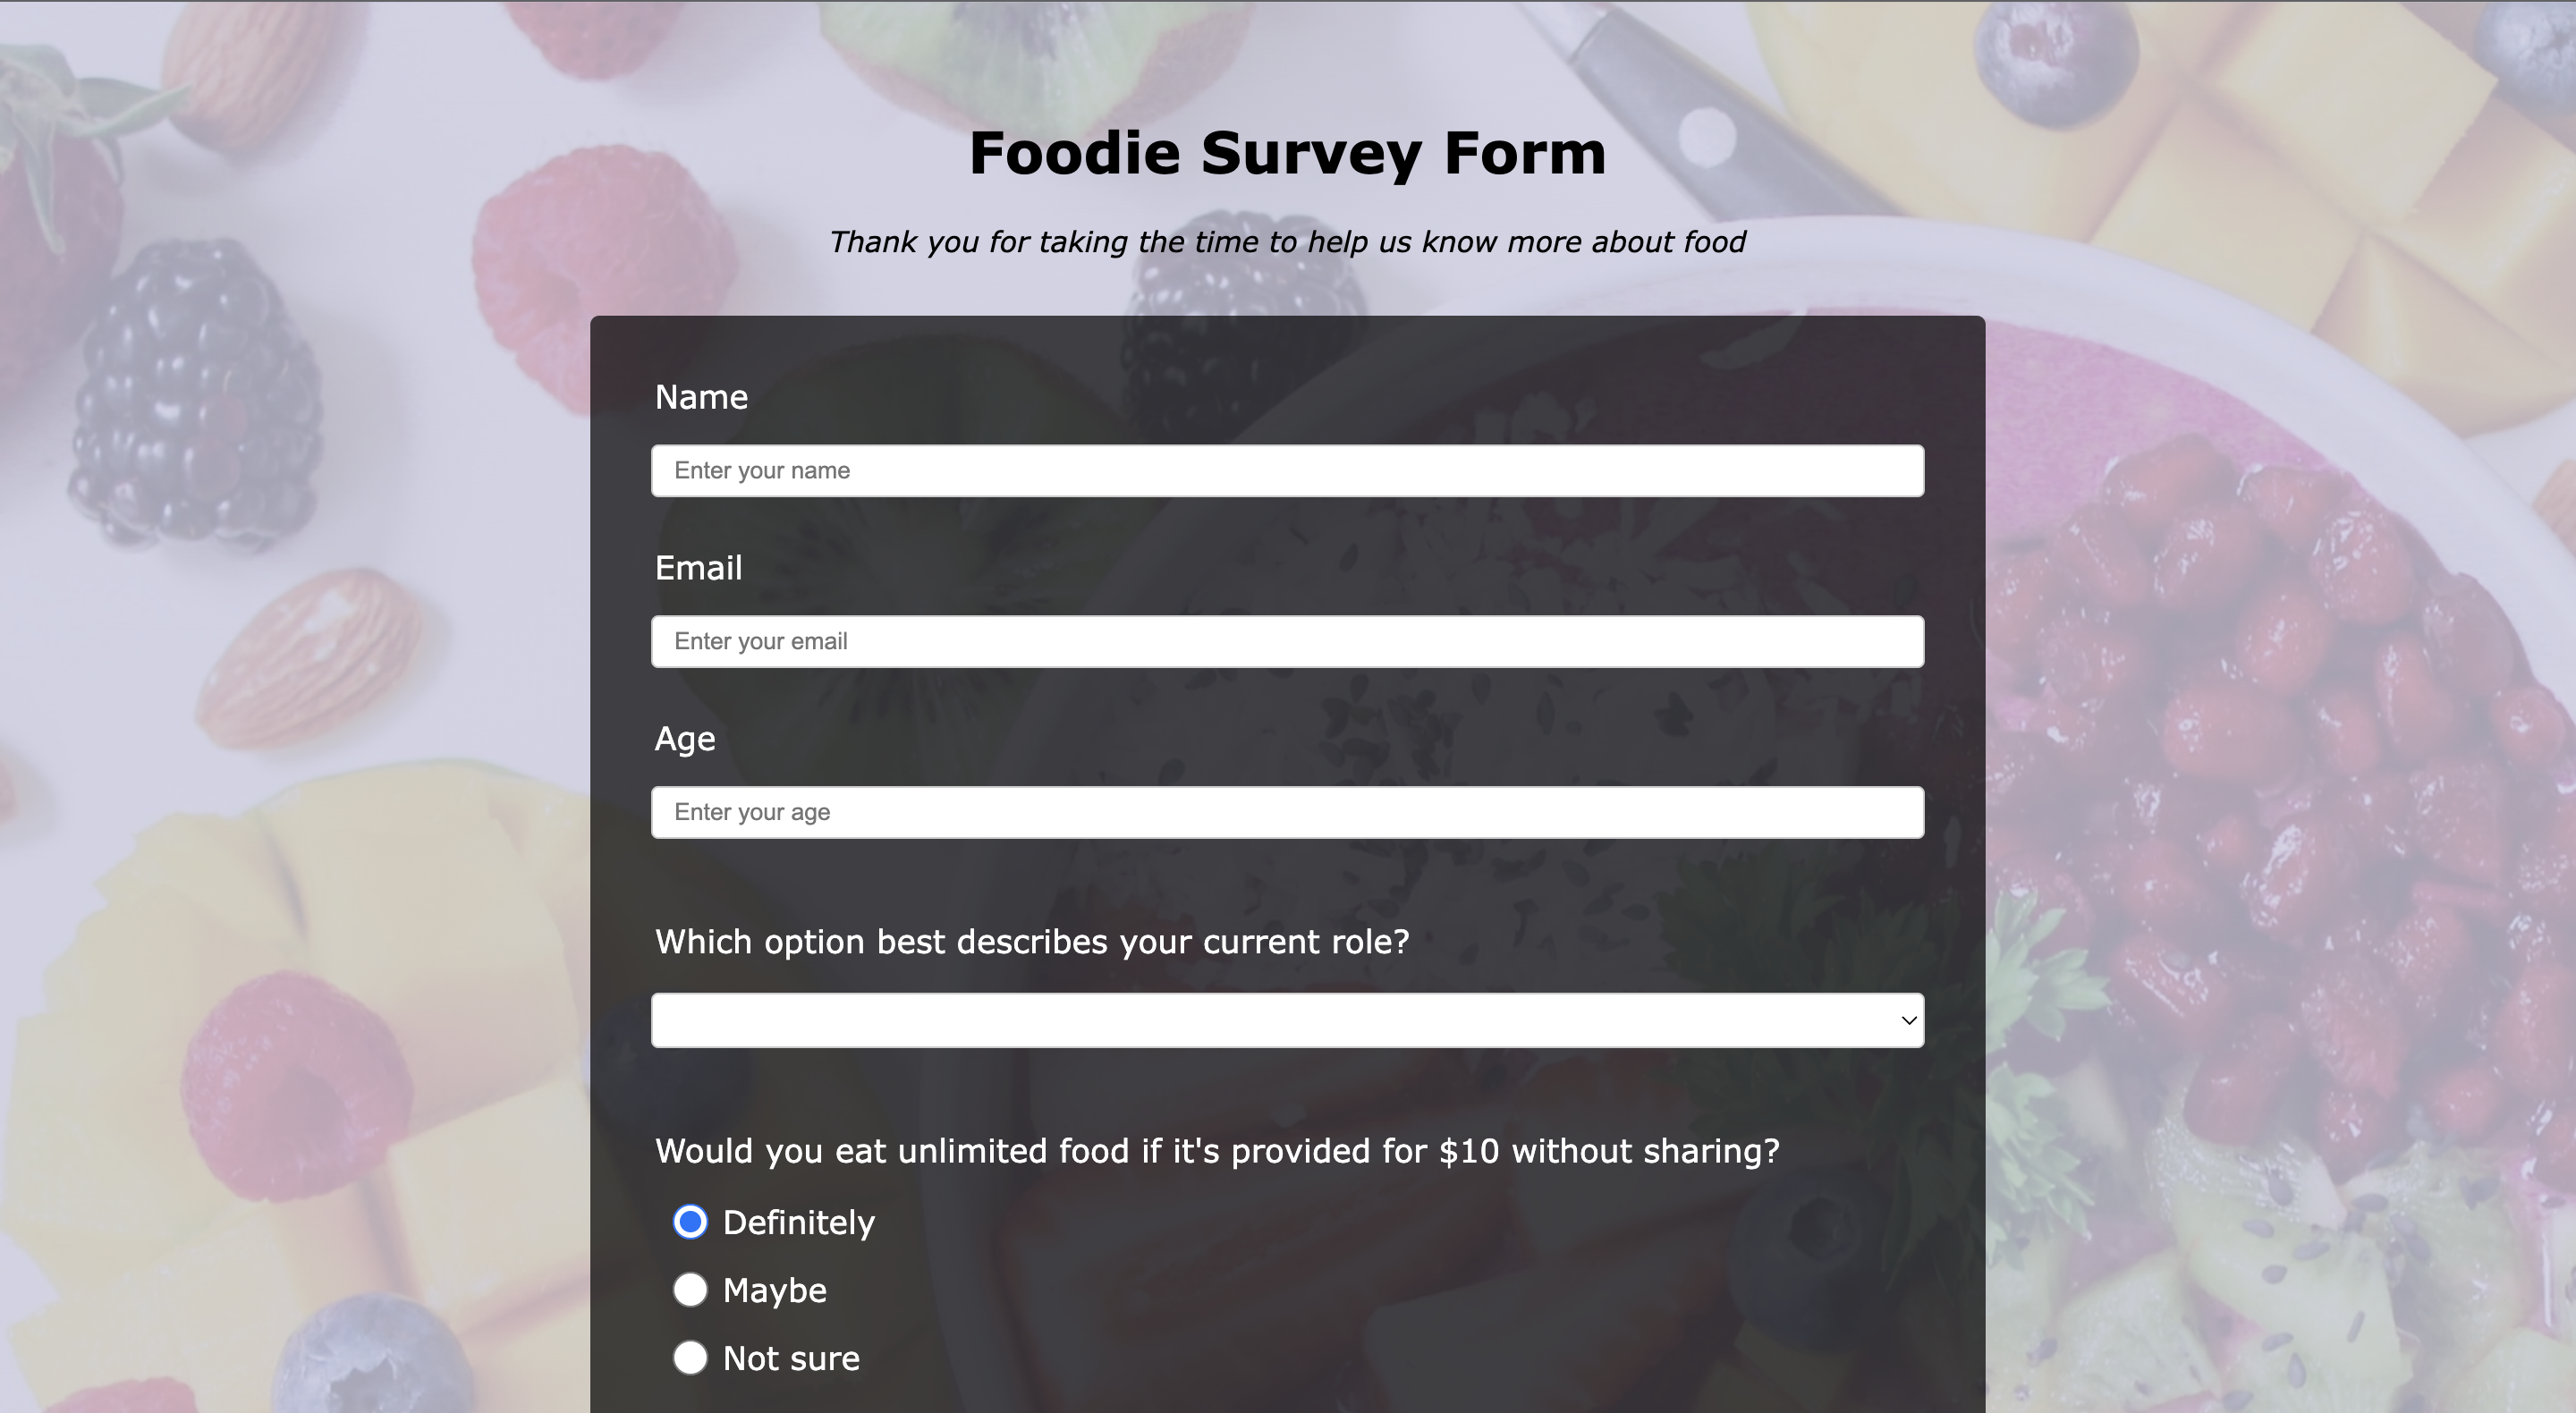 Foodie Survey Form
Thank you for taking the time to help us know more about food
Name
Enter your name
Email
Enter your email
Age
Enter your age
Which option best describes your current role?
Would you eat unlimited food if it's provided for $10 without sharing?
Definitely
Maybe
Not sure